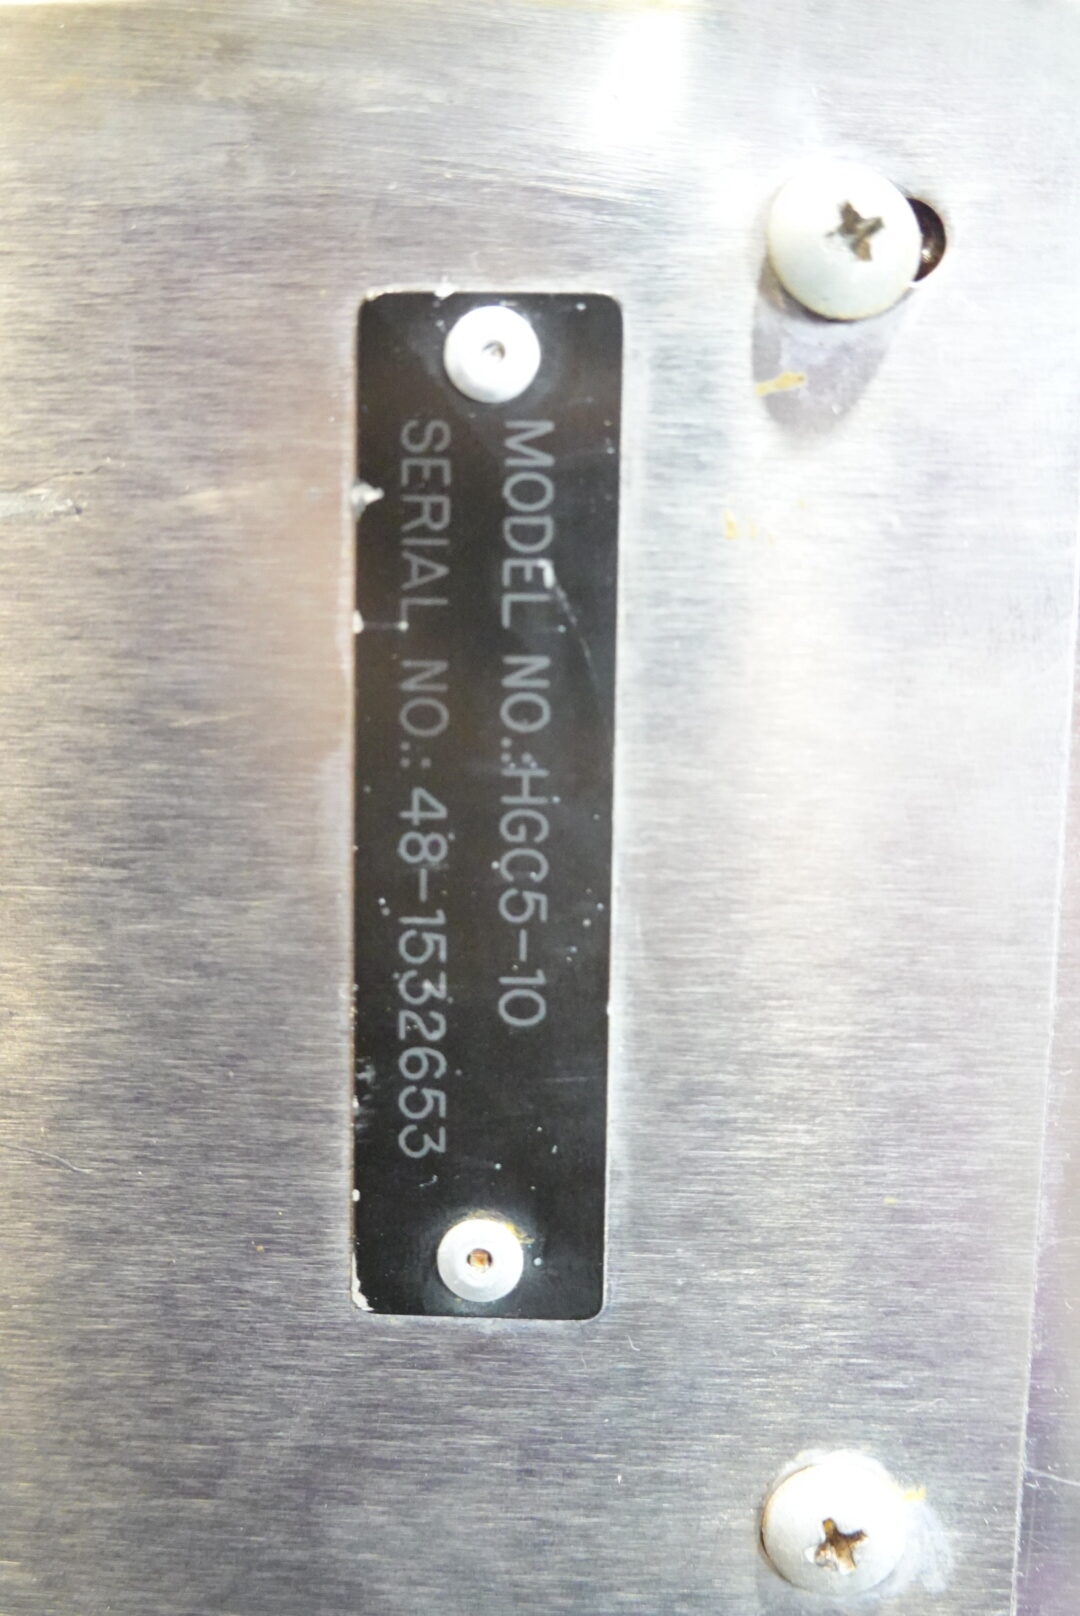 MODEL NO.:HGC5-10
SERIAL NO.: 48-1532653